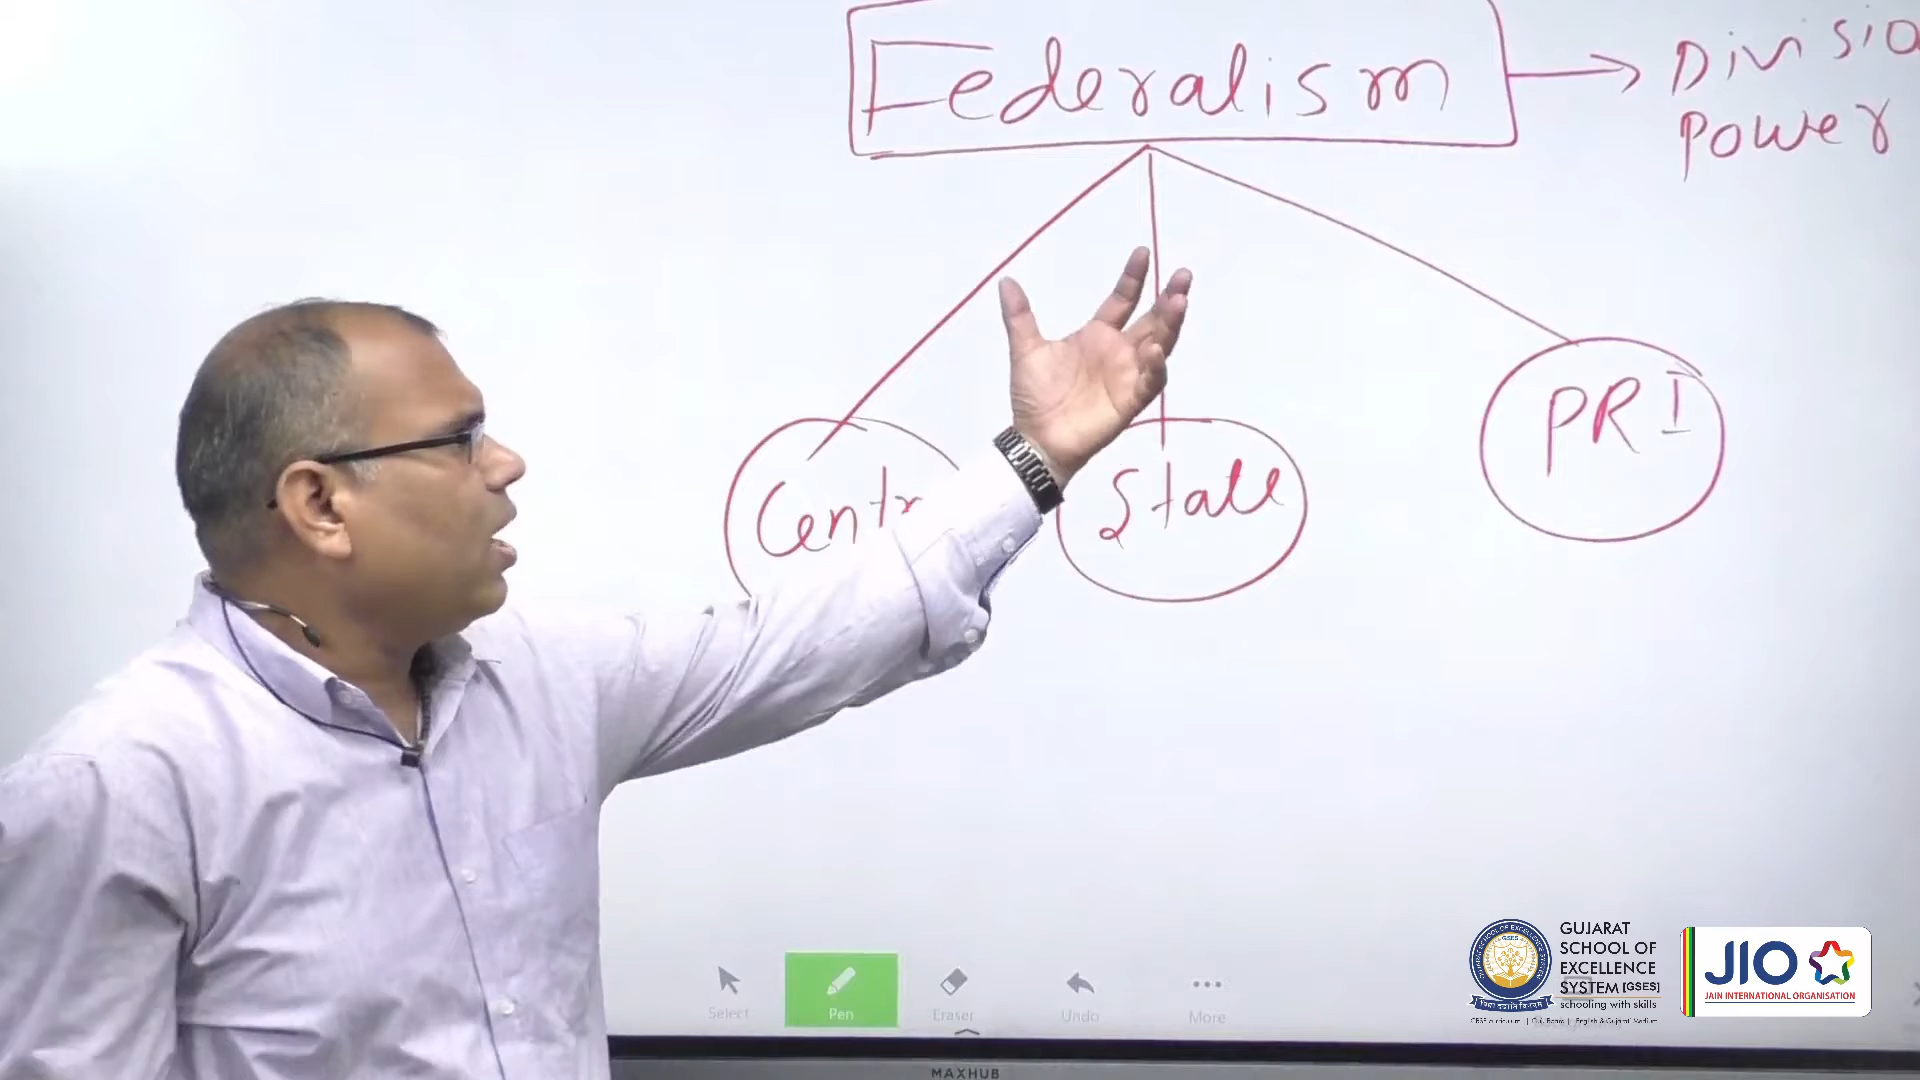 Federalism
Divisio
Power
Centr
State
PRI
Select
Pen
Eraser
Undo
More
MAXHUB
GSES
GUJARAT
SCHOOL OF
EXCELLENCE
SYSTEM [GSES]
schooling with skills
JIO
JAIN INTERNATIONAL ORGANISATION